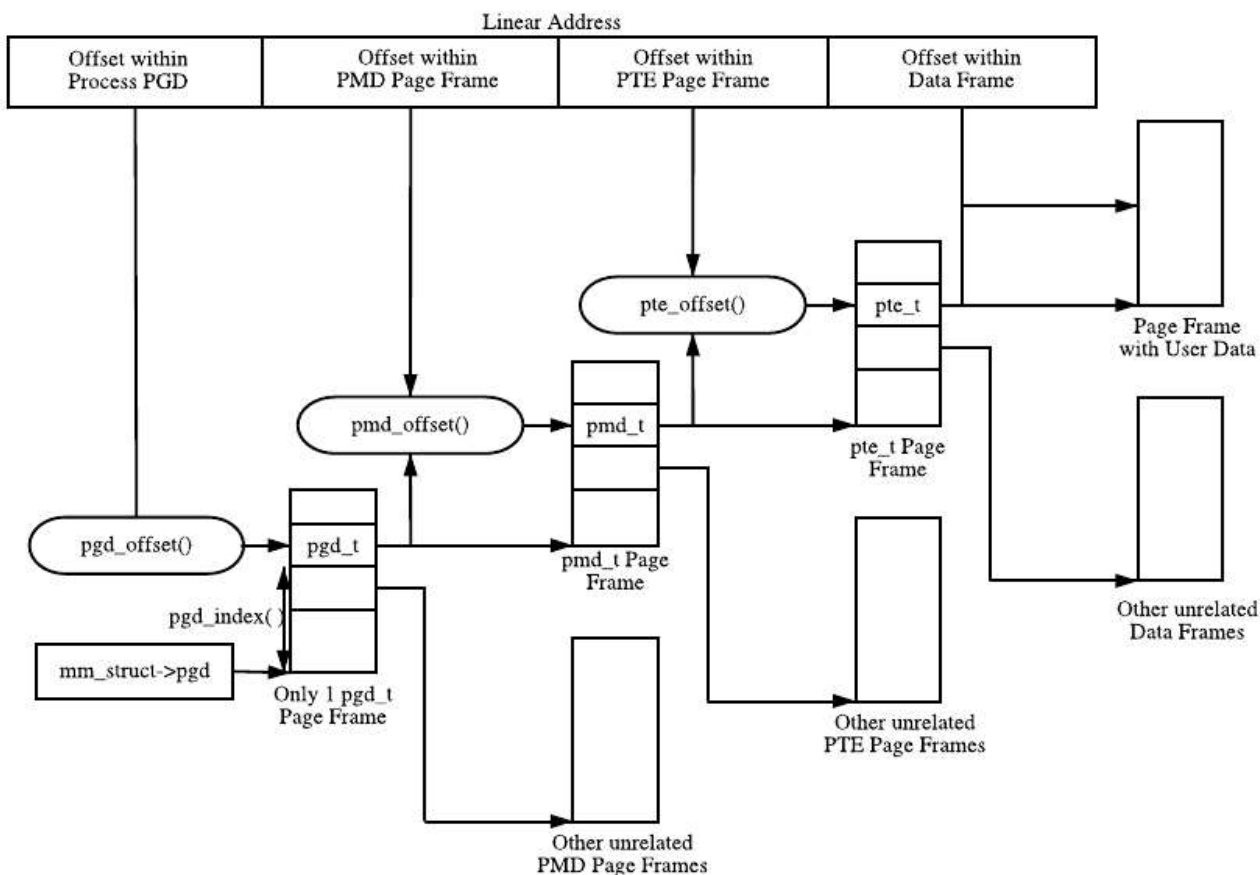 Linear Address
Offset within
Process PGD
Offset within
PMD Page Frame
Offset within
PTE Page Frame
Offset within
Data Frame
pte_offset()
pte_t
Page Frame
with User Data
pmd_offset()
pmd_t
pte_t Page
Frame
pgd_offset()
pgd_t
pmd_t Page
Frame
pgd_index( )
mm_struct->pgd
Only 1 pgd_t
Page Frame
Other unrelated
Data Frames
Other unrelated
PTE Page Frames
Other unrelated
PMD Page Frames